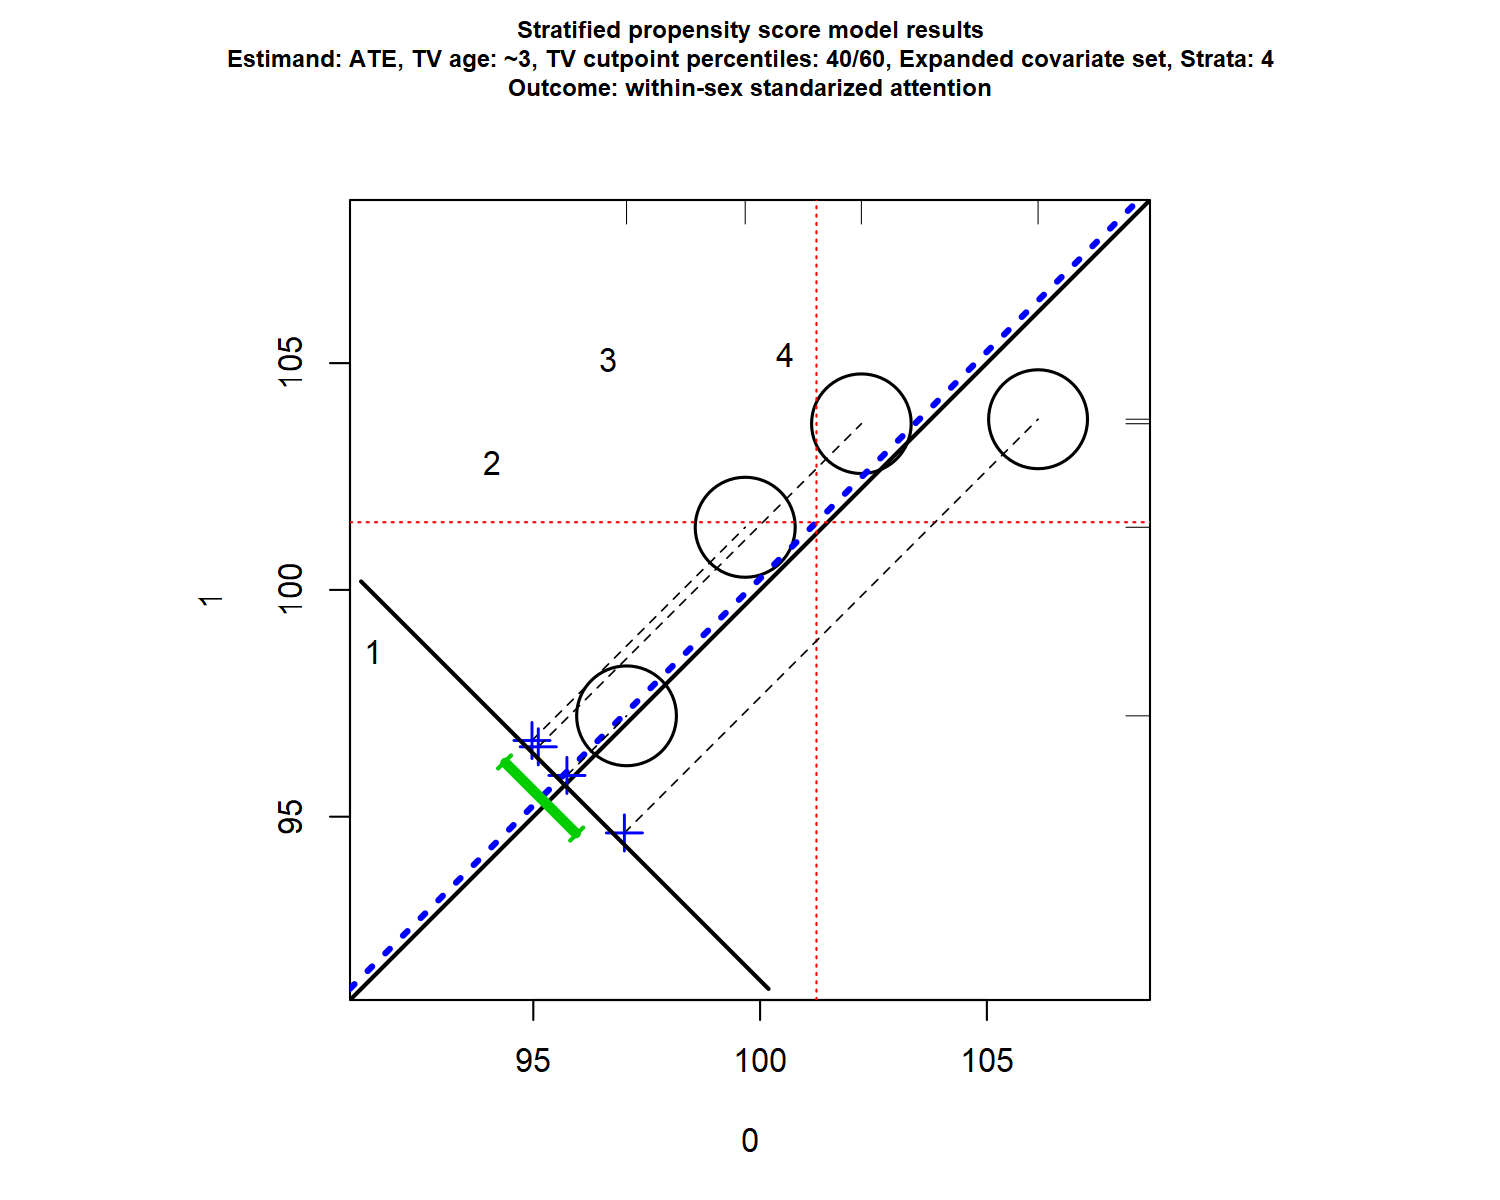 Stratified propensity score model results
Estimand: ATE, TV age: ~3, TV cutpoint percentiles: 40/60, Expanded covariate set, Strata: 4
Outcome: within-sex standarized attention
3
4
105
2
100
1
1
95
95 100 105
0